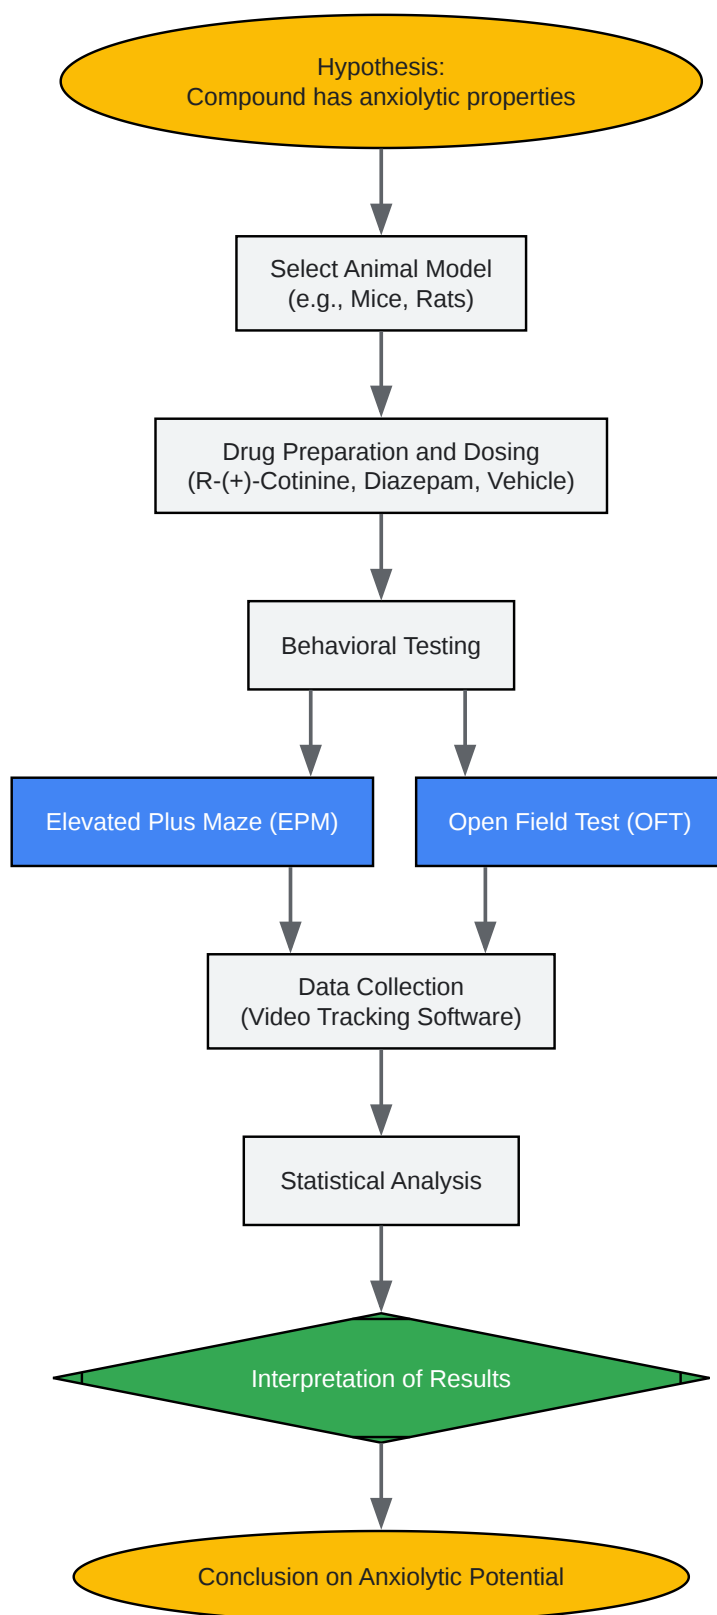 Hypothesis:
Compound has anxiolytic properties
Select Animal Model
(e.g., Mice, Rats)
Drug Preparation and Dosing
(R-(+)-Cotinine, Diazepam, Vehicle)
Behavioral Testing
Elevated Plus Maze (EPM)
Open Field Test (OFT)
Data Collection
(Video Tracking Software)
Statistical Analysis
Interpretation of Results
Conclusion on Anxiolytic Potential